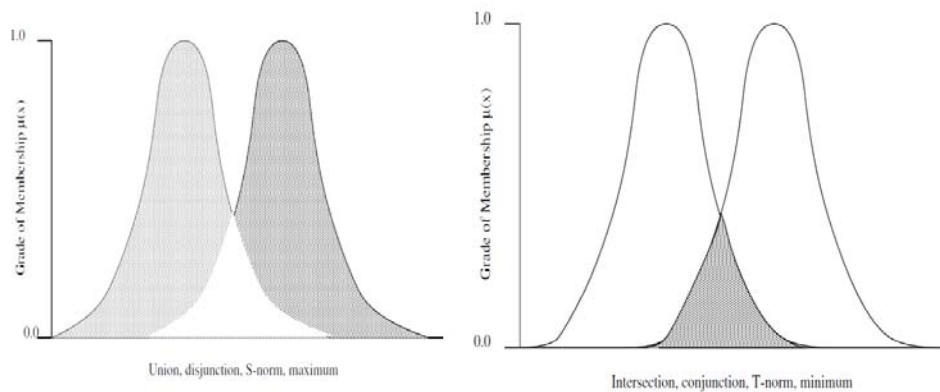 1.0
Grade of Membership μ(x)
0.0
Union, disjunction, S-norm, maximum
1.0
Grade of Membership μ(x)
0.0
Intersection, conjunction, T-norm, minimum